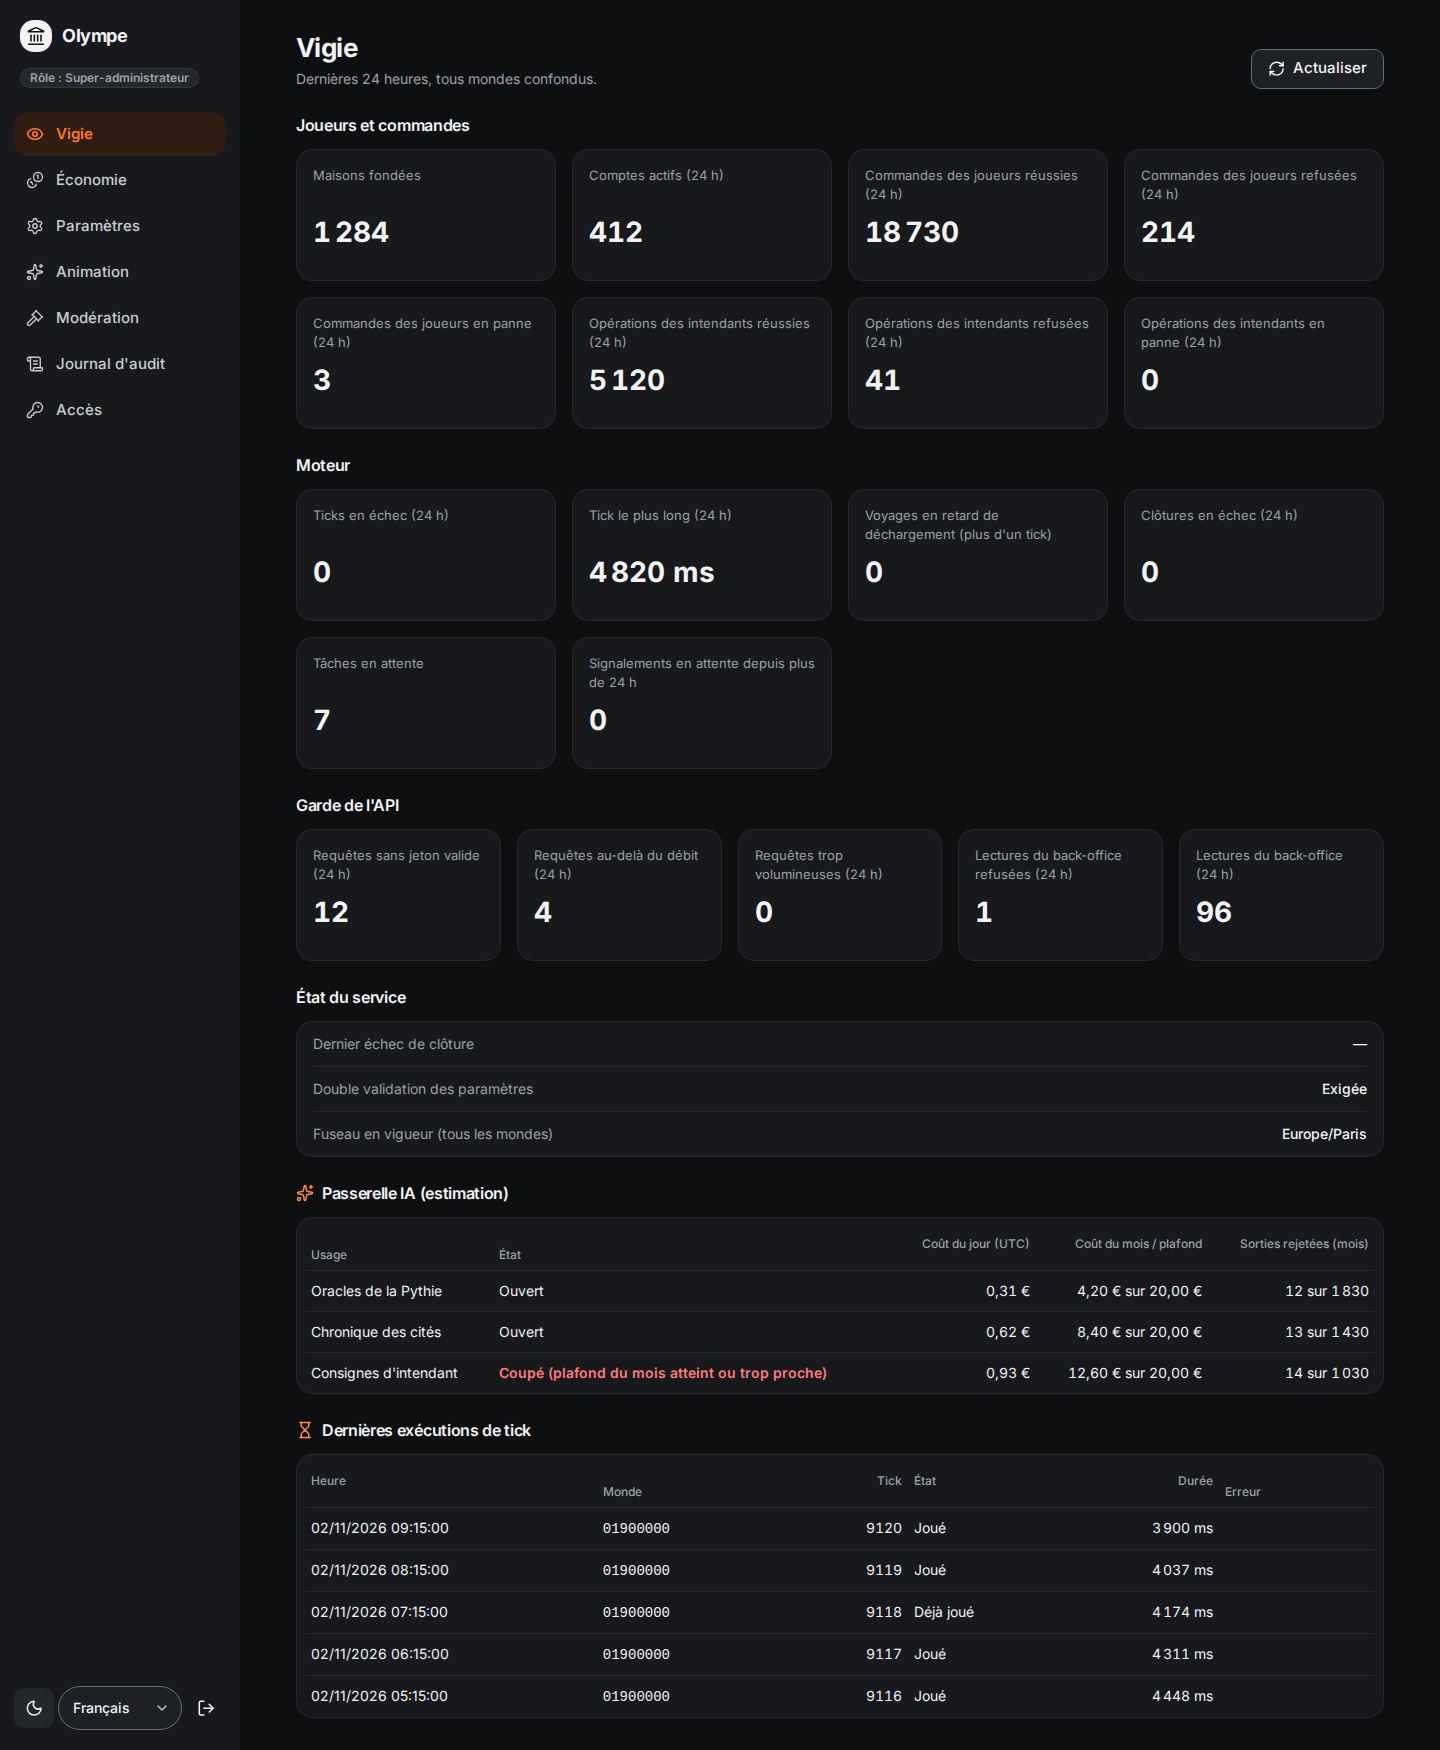 Olympe
Rôle : Super-administrateur
Vigie
Économie
Paramètres
Animation
Modération
Journal d'audit
Accès
Français
Vigie
Dernières 24 heures, tous mondes confondus.
Actualiser
Joueurs et commandes
Maisons fondées
1 284
Comptes actifs (24 h)
412
Commandes des joueurs réussies
(24 h)
18 730
Commandes des joueurs refusées
(24 h)
214
Commandes des joueurs en panne
(24 h)
3
Opérations des intendants réussies
(24 h)
5 120
Opérations des intendants refusées
(24 h)
41
Opérations des intendants en
panne (24 h)
0
Moteur
Ticks en échec (24 h)
0
Tick le plus long (24 h)
4 820 ms
Voyages en retard de
déchargement (plus d'un tick)
0
Clôtures en échec (24 h)
0
Tâches en attente
7
Signalements en attente depuis plus
de 24 h
0
Garde de l'API
Requêtes sans jeton valide
(24 h)
12
Requêtes au-delà du débit
(24 h)
4
Requêtes trop
volumineuses (24 h)
0
Lectures du back-office
refusées (24 h)
1
Lectures du back-office
(24 h)
96
État du service
Dernier échec de clôture —
Double validation des paramètres Exigée
Fuseau en vigueur (tous les mondes) Europe/Paris
Passerelle IA (estimation)
Usage État Coût du jour (UTC) Coût du mois / plafond Sorties rejetées (mois)
Oracles de la Pythie Ouvert 0,31 € 4,20 € sur 20,00 € 12 sur 1 830
Chronique des cités Ouvert 0,62 € 8,40 € sur 20,00 € 13 sur 1 430
Consignes d'intendant Coupé (plafond du mois atteint ou trop proche) 0,93 € 12,60 € sur 20,00 € 14 sur 1 030
Dernières exécutions de tick
Heure Monde Tick État Durée Erreur
02/11/2026 09:15:00 01900000 9120 Joué 3 900 ms
02/11/2026 08:15:00 01900000 9119 Joué 4 037 ms
02/11/2026 07:15:00 01900000 9118 Déjà joué 4 174 ms
02/11/2026 06:15:00 01900000 9117 Joué 4 311 ms
02/11/2026 05:15:00 01900000 9116 Joué 4 448 ms